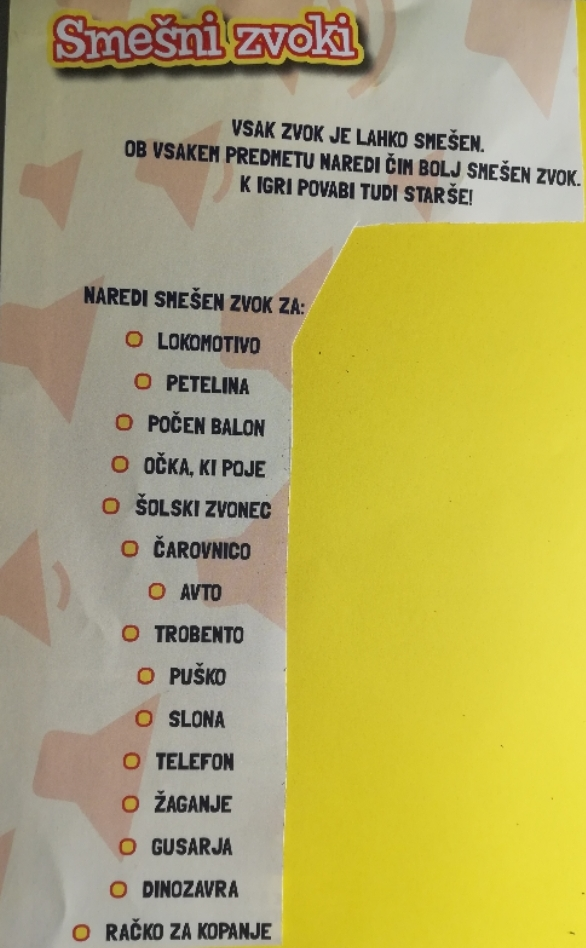 Smešni zvoki
VSAK ZVOK JE LAHKO SMEŠEN.
OB VSAKEM PREDMETU NAREDI ČIM BOLJ SMEŠEN ZVOK.
K IGRI POVABI TUDI STARŠE!
NAREDI SMEŠEN ZVOK ZA:
LOKOMOTIVO
PETELINA
POČEN BALON
OČKA, KI POJE
ŠOLSKI ZVONEC
ČAROVNICO
AVTO
TROBENTO
PUŠKO
SLONA
TELEFON
ŽAGANJE
GUSARJA
DINOZAVRA
RAČKO ZA KOPANJE